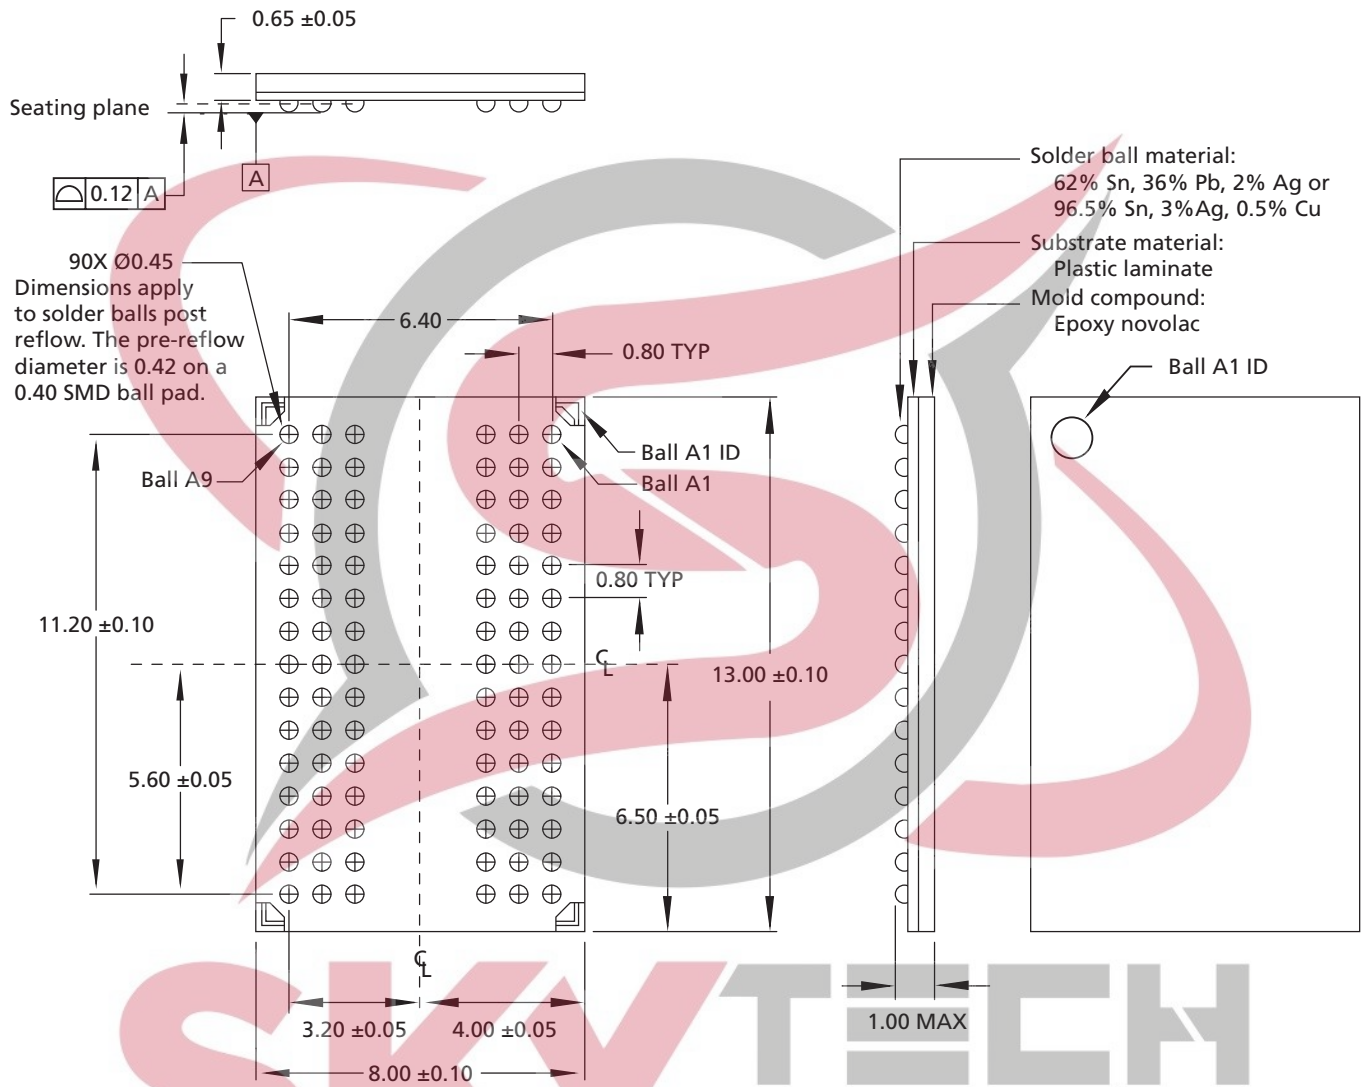 0.65 ±0.05
Seating plane
A
0.12 A
Solder ball material:
62% Sn, 36% Pb, 2% Ag or
96.5% Sn, 3%Ag, 0.5% Cu
Substrate material:
Plastic laminate
Mold compound:
Epoxy novolac
90X Ø0.45
Dimensions apply
to solder balls post
reflow. The pre-reflow
diameter is 0.42 on a
0.40 SMD ball pad.
6.40
0.80 TYP
Ball A1 ID
Ball A1 ID
Ball A9
Ball A1
0.80 TYP
11.20 ±0.10
CL
13.00 ±0.10
5.60 ±0.05
6.50 ±0.05
CL
3.20 ±0.05
4.00 ±0.05
1.00 MAX
8.00 ±0.10
SKYTECH